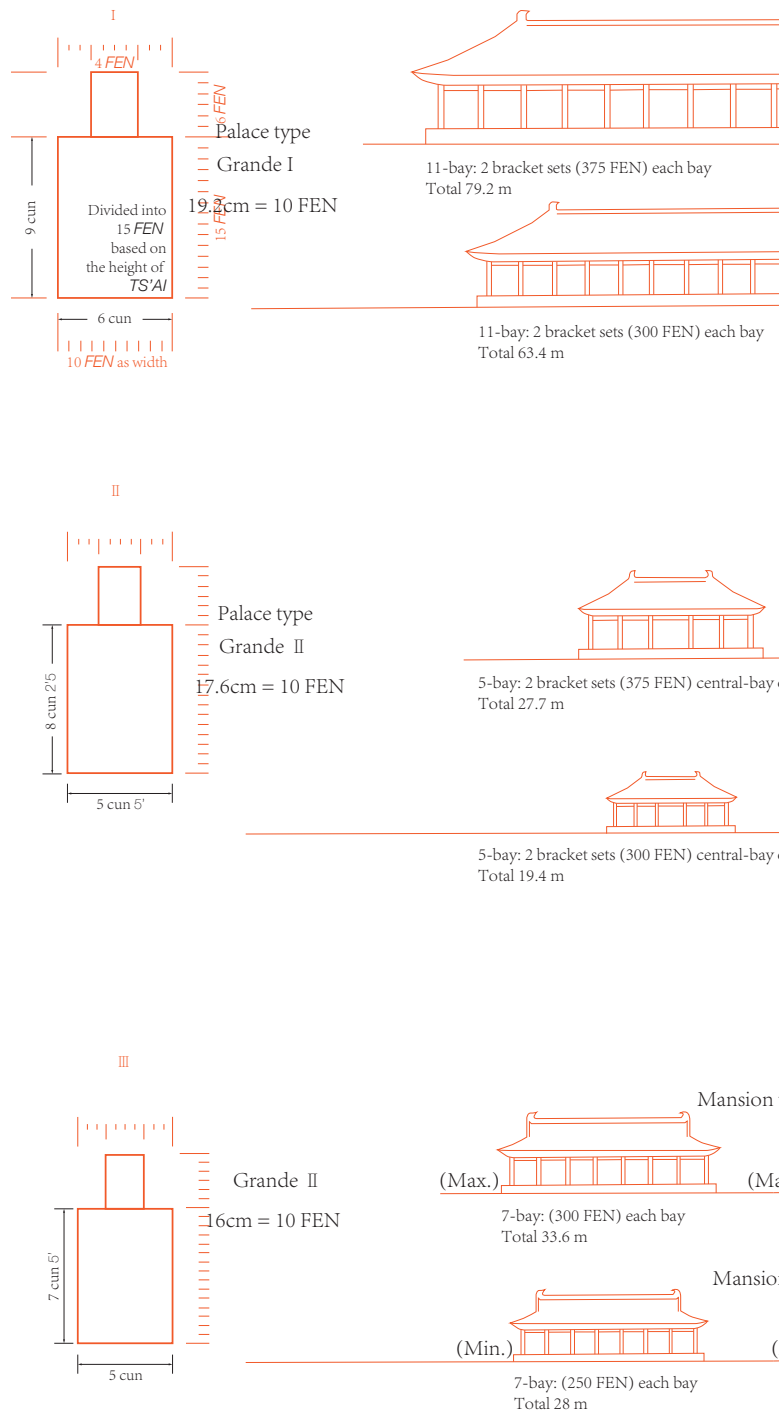 I
4 FEN
6 FEN
Palace type
Grande I
19.2cm = 10 FEN
15 FEN
9 cun
Divided into
15 FEN
based on
the height of
TS'AI
6 cun
10 FEN as width
11-bay: 2 bracket sets (375 FEN) each bay
Total 79.2 m
11-bay: 2 bracket sets (300 FEN) each bay
Total 63.4 m
II
Palace type
Grande II
17.6cm = 10 FEN
8 cun 2'5
5 cun 5'
5-bay: 2 bracket sets (375 FEN) central-bay
Total 27.7 m
5-bay: 2 bracket sets (300 FEN) central-bay
Total 19.4 m
III
Grande II
16cm = 10 FEN
7 cun 5'
5 cun
Mansion
(Max.)
7-bay: (300 FEN) each bay
Total 33.6 m
Mansion
(Min.)
7-bay: (250 FEN) each bay
Total 28 m